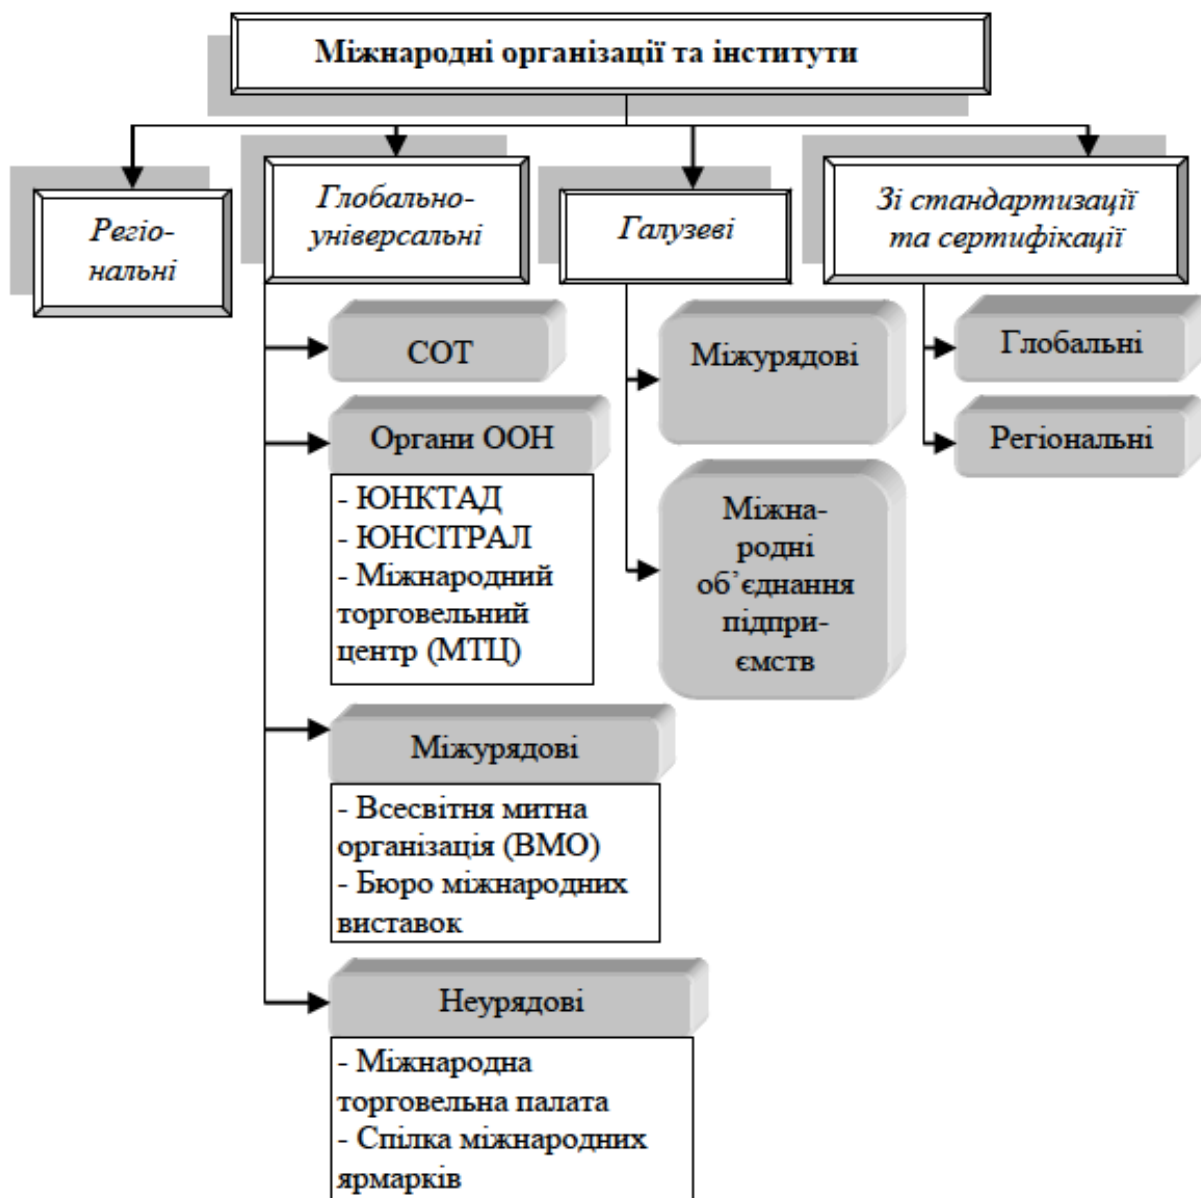 Міжнародні організації та інститути
Регіо-
нальні
Глобально-
універсальні
Галузеві
Зі стандартизації
та сертифікації
СОТ
Органи ООН
- ЮНКТАД
- ЮНСІТРАЛ
- Міжнародний
торговельний
центр (МТЦ)
Міжурядові
- Всесвітня митна
організація (ВМО)
- Бюро міжнародних
виставок
Неурядові
- Міжнародна
торговельна палата
- Спілка міжнародних
ярмарків
Міжурядові
Міжна-
родні
об’єднання
підпри-
ємств
Глобальні
Регіональні